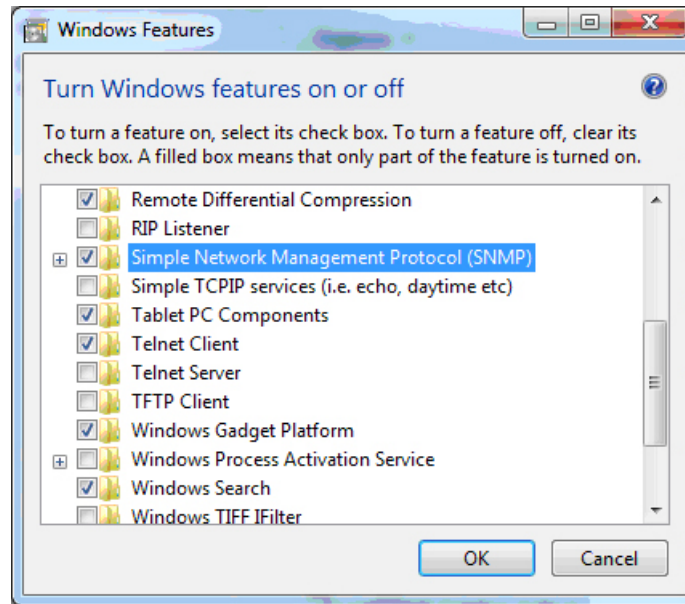 Windows Features
Turn Windows features on or off
To turn a feature on, select its check box. To turn a feature off, clear its
check box. A filled box means that only part of the feature is turned on.
Remote Differential Compression
RIP Listener
Simple Network Management Protocol (SNMP)
Simple TCPIP services (i.e. echo, daytime etc)
Tablet PC Components
Telnet Client
Telnet Server
TFTP Client
Windows Gadget Platform
Windows Process Activation Service
Windows Search
Windows TIFF IFilter
OK Cancel